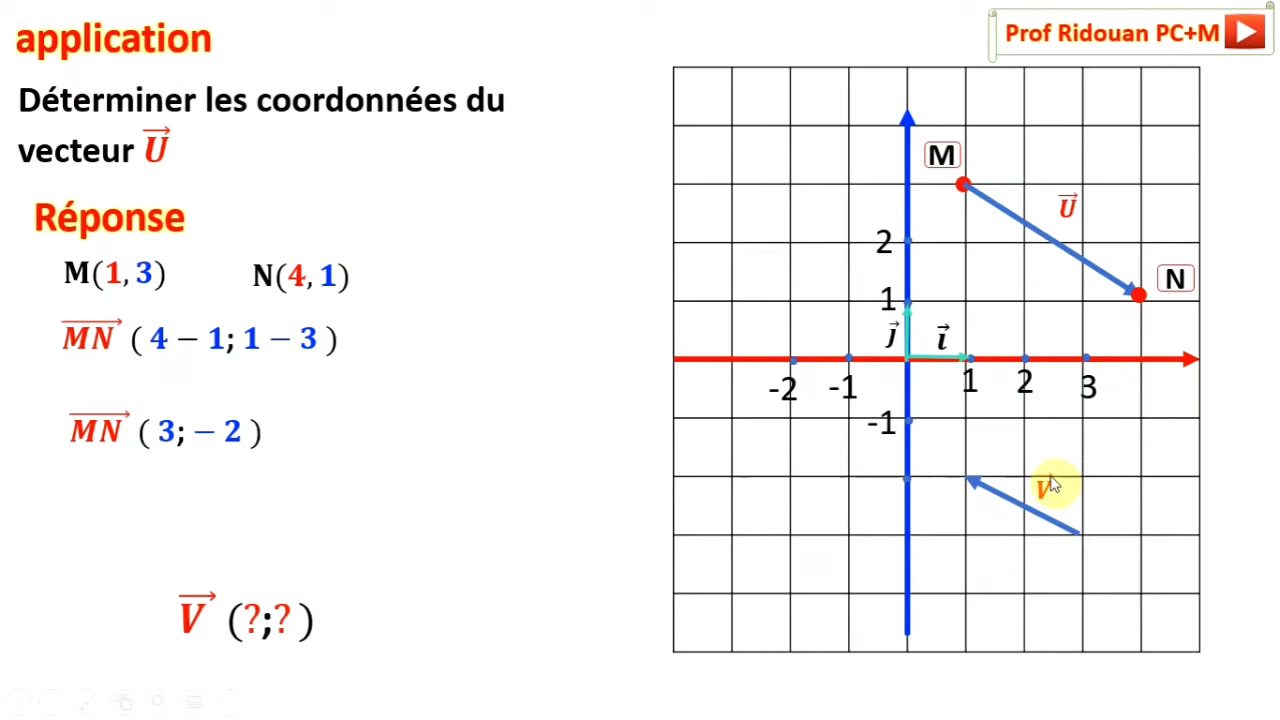 application
Prof Ridouan PC+M
Déterminer les coordonnées du
vecteur U⃗
Réponse
M(1, 3) N(4, 1)
MN⃗ ( 4 − 1; 1 − 3 )
MN⃗ ( 3; − 2 )
V⃗ (?;? )
M
U⃗
2
N
1
j⃗
i⃗
-2 -1 1 2 3
-1
V